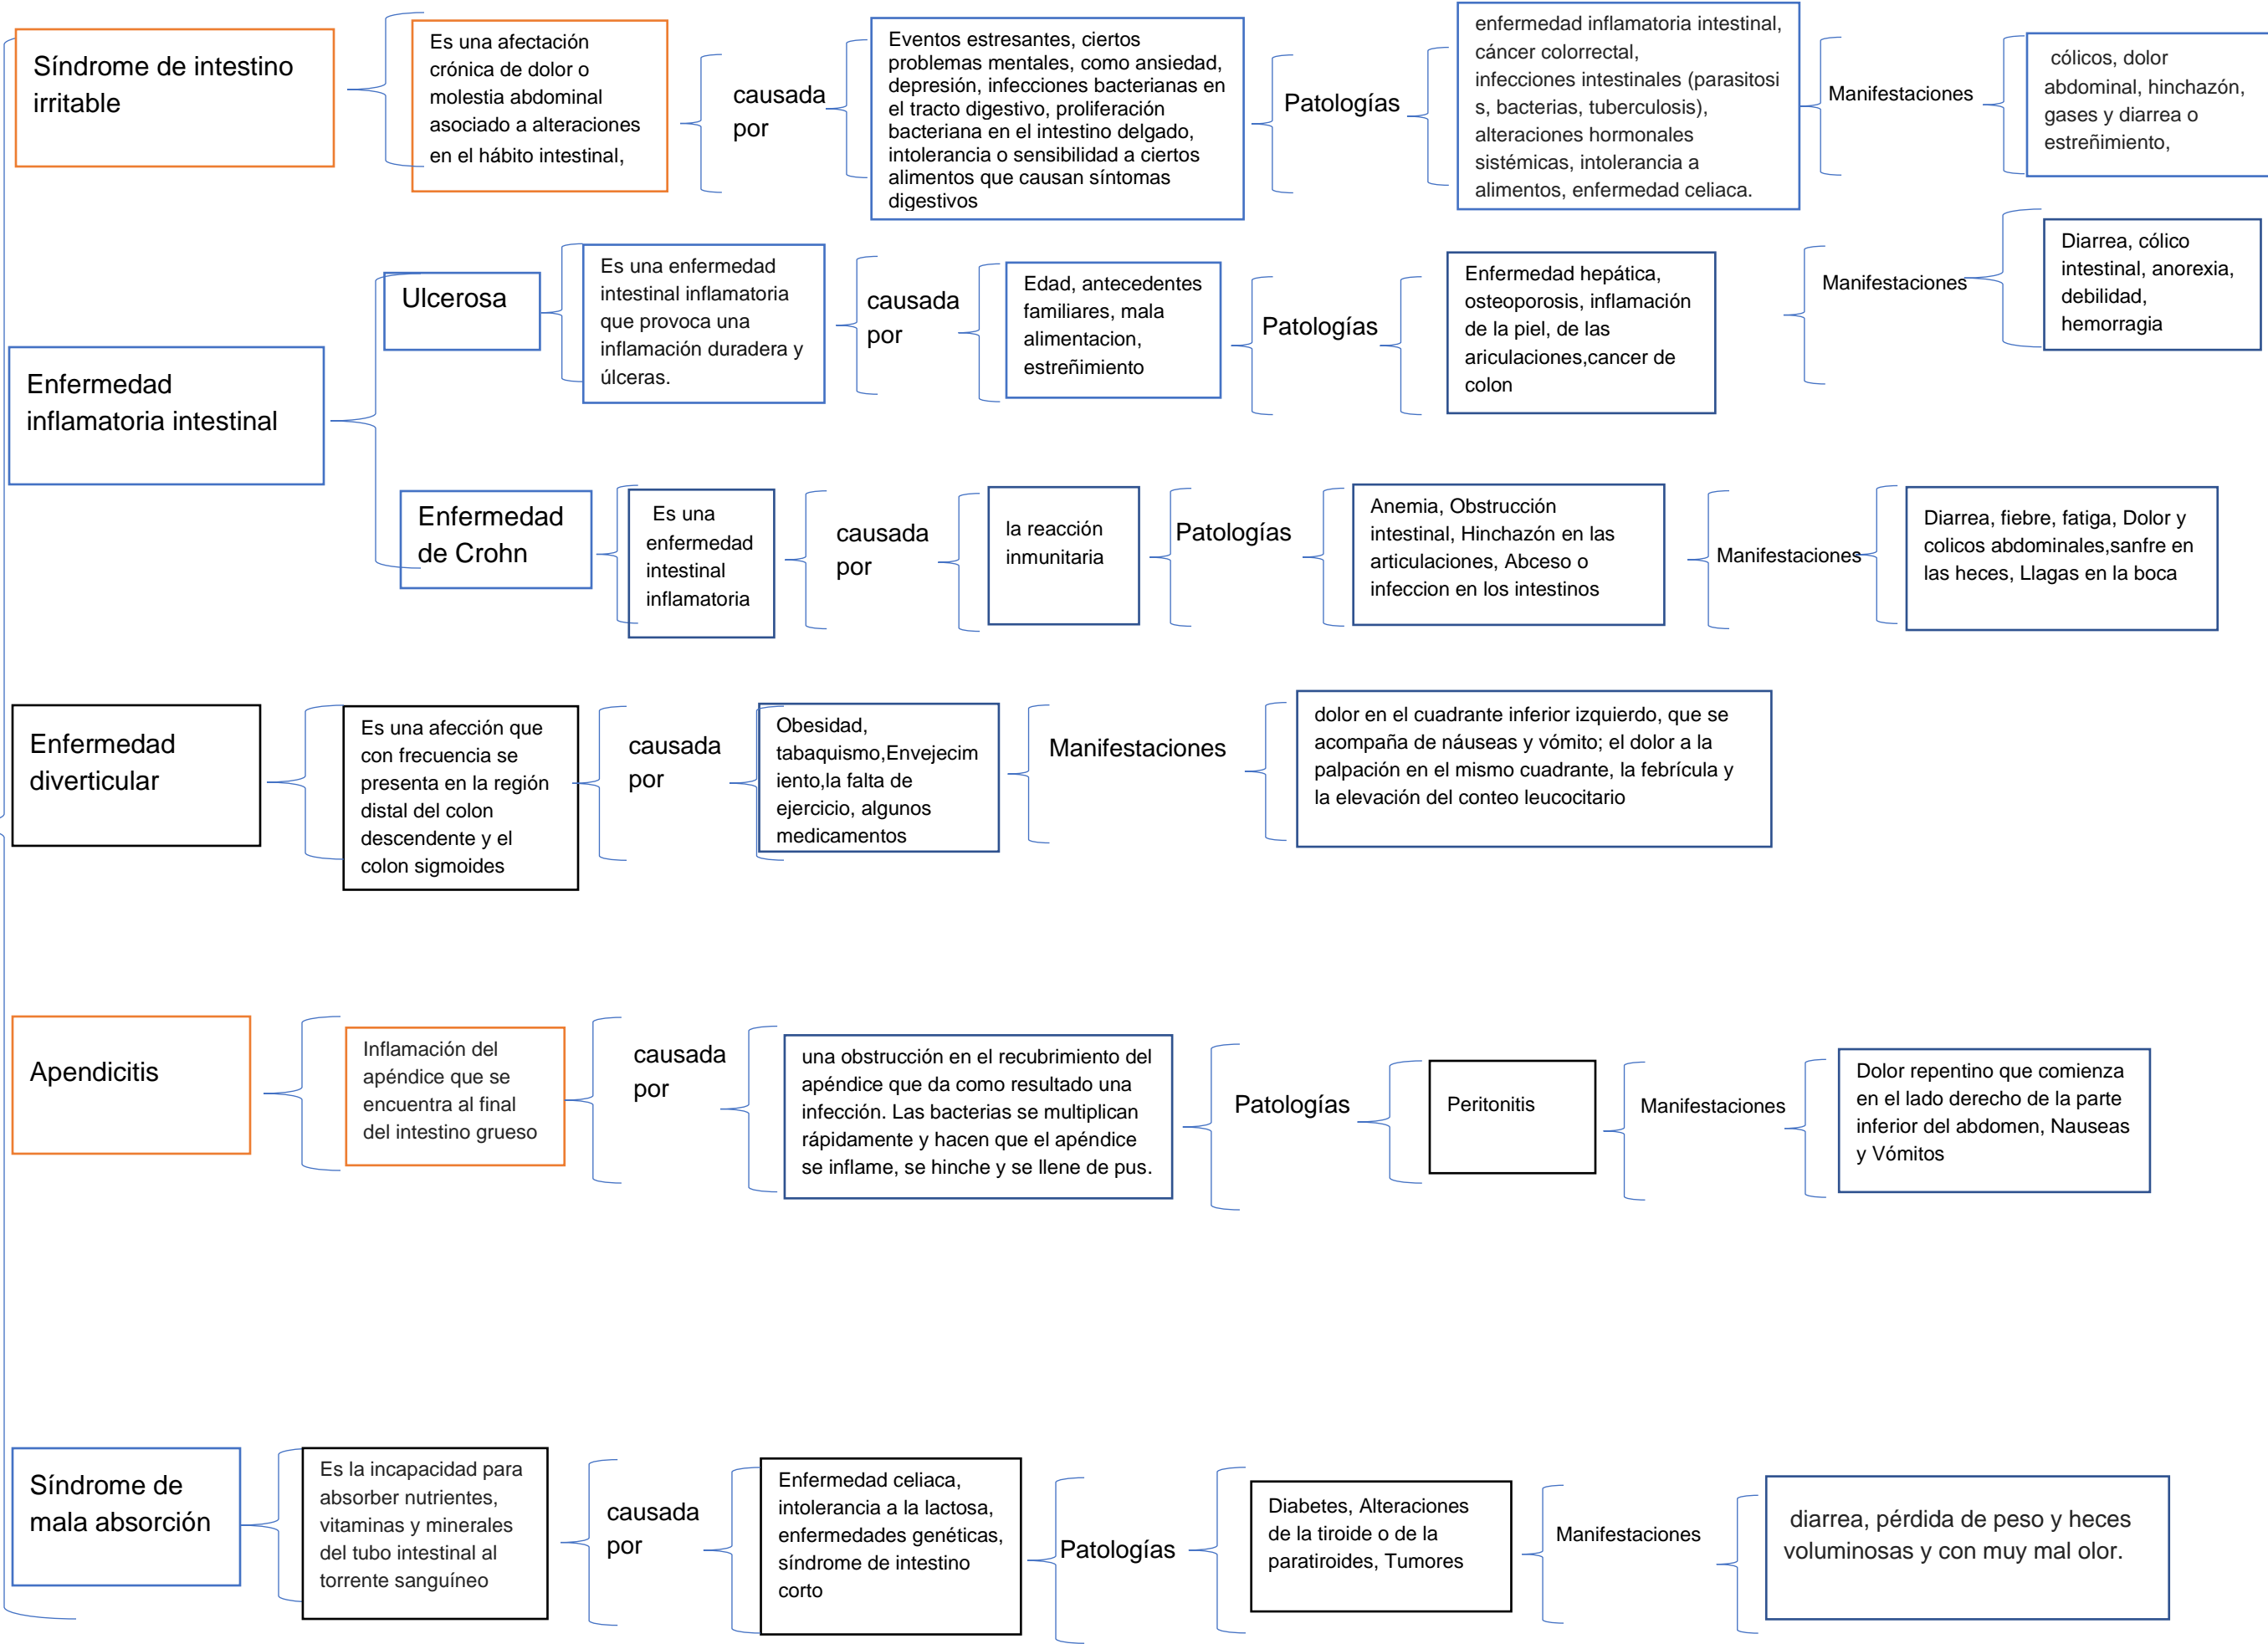 Síndrome de intestino
irritable
Es una afectación
crónica de dolor o
molestia abdominal
asociado a alteraciones
en el hábito intestinal,
causada
por
Eventos estresantes, ciertos
problemas mentales, como ansiedad,
depresión, infecciones bacterianas en
el tracto digestivo, proliferación
bacteriana en el intestino delgado,
intolerancia o sensibilidad a ciertos
alimentos que causan síntomas
digestivos
Patologías
enfermedad inflamatoria intestinal,
cáncer colorrectal,
infecciones intestinales (parasitosi
s, bacterias, tuberculosis),
alteraciones hormonales
sistémicas, intolerancia a
alimentos, enfermedad celiaca.
Manifestaciones
cólicos, dolor
abdominal, hinchazón,
gases y diarrea o
estreñimiento,
Enfermedad
inflamatoria intestinal
Ulcerosa
Es una enfermedad
intestinal inflamatoria
que provoca una
inflamación duradera y
úlceras.
causada
por
Edad, antecedentes
familiares, mala
alimentacion,
estreñimiento
Patologías
Enfermedad hepática,
osteoporosis, inflamación
de la piel, de las
ariculaciones,cancer de
colon
Manifestaciones
Diarrea, cólico
intestinal, anorexia,
debilidad,
hemorragia
Enfermedad
de Crohn
Es una
enfermedad
intestinal
inflamatoria
causada
por
la reacción
inmunitaria
Patologías
Anemia, Obstrucción
intestinal, Hinchazón en las
articulaciones, Abceso o
infeccion en los intestinos
Manifestaciones
Diarrea, fiebre, fatiga, Dolor y
colicos abdominales,sanfre en
las heces, Llagas en la boca
Enfermedad
diverticular
Es una afección que
con frecuencia se
presenta en la región
distal del colon
descendente y el
colon sigmoides
causada
por
Obesidad,
tabaquismo,Envejecim
iento,la falta de
ejercicio, algunos
medicamentos
Manifestaciones
dolor en el cuadrante inferior izquierdo, que se
acompaña de náuseas y vómito; el dolor a la
palpación en el mismo cuadrante, la febrícula y
la elevación del conteo leucocitario
Apendicitis
Inflamación del
apéndice que se
encuentra al final
del intestino grueso
causada
por
una obstrucción en el recubrimiento del
apéndice que da como resultado una
infección. Las bacterias se multiplican
rápidamente y hacen que el apéndice
se inflame, se hinche y se llene de pus.
Patologías
Peritonitis
Manifestaciones
Dolor repentino que comienza
en el lado derecho de la parte
inferior del abdomen, Nauseas
y Vómitos
Síndrome de
mala absorción
Es la incapacidad para
absorber nutrientes,
vitaminas y minerales
del tubo intestinal al
torrente sanguíneo
causada
por
Enfermedad celiaca,
intolerancia a la lactosa,
enfermedades genéticas,
síndrome de intestino
corto
Patologías
Diabetes, Alteraciones
de la tiroide o de la
paratiroides, Tumores
Manifestaciones
diarrea, pérdida de peso y heces
voluminosas y con muy mal olor.